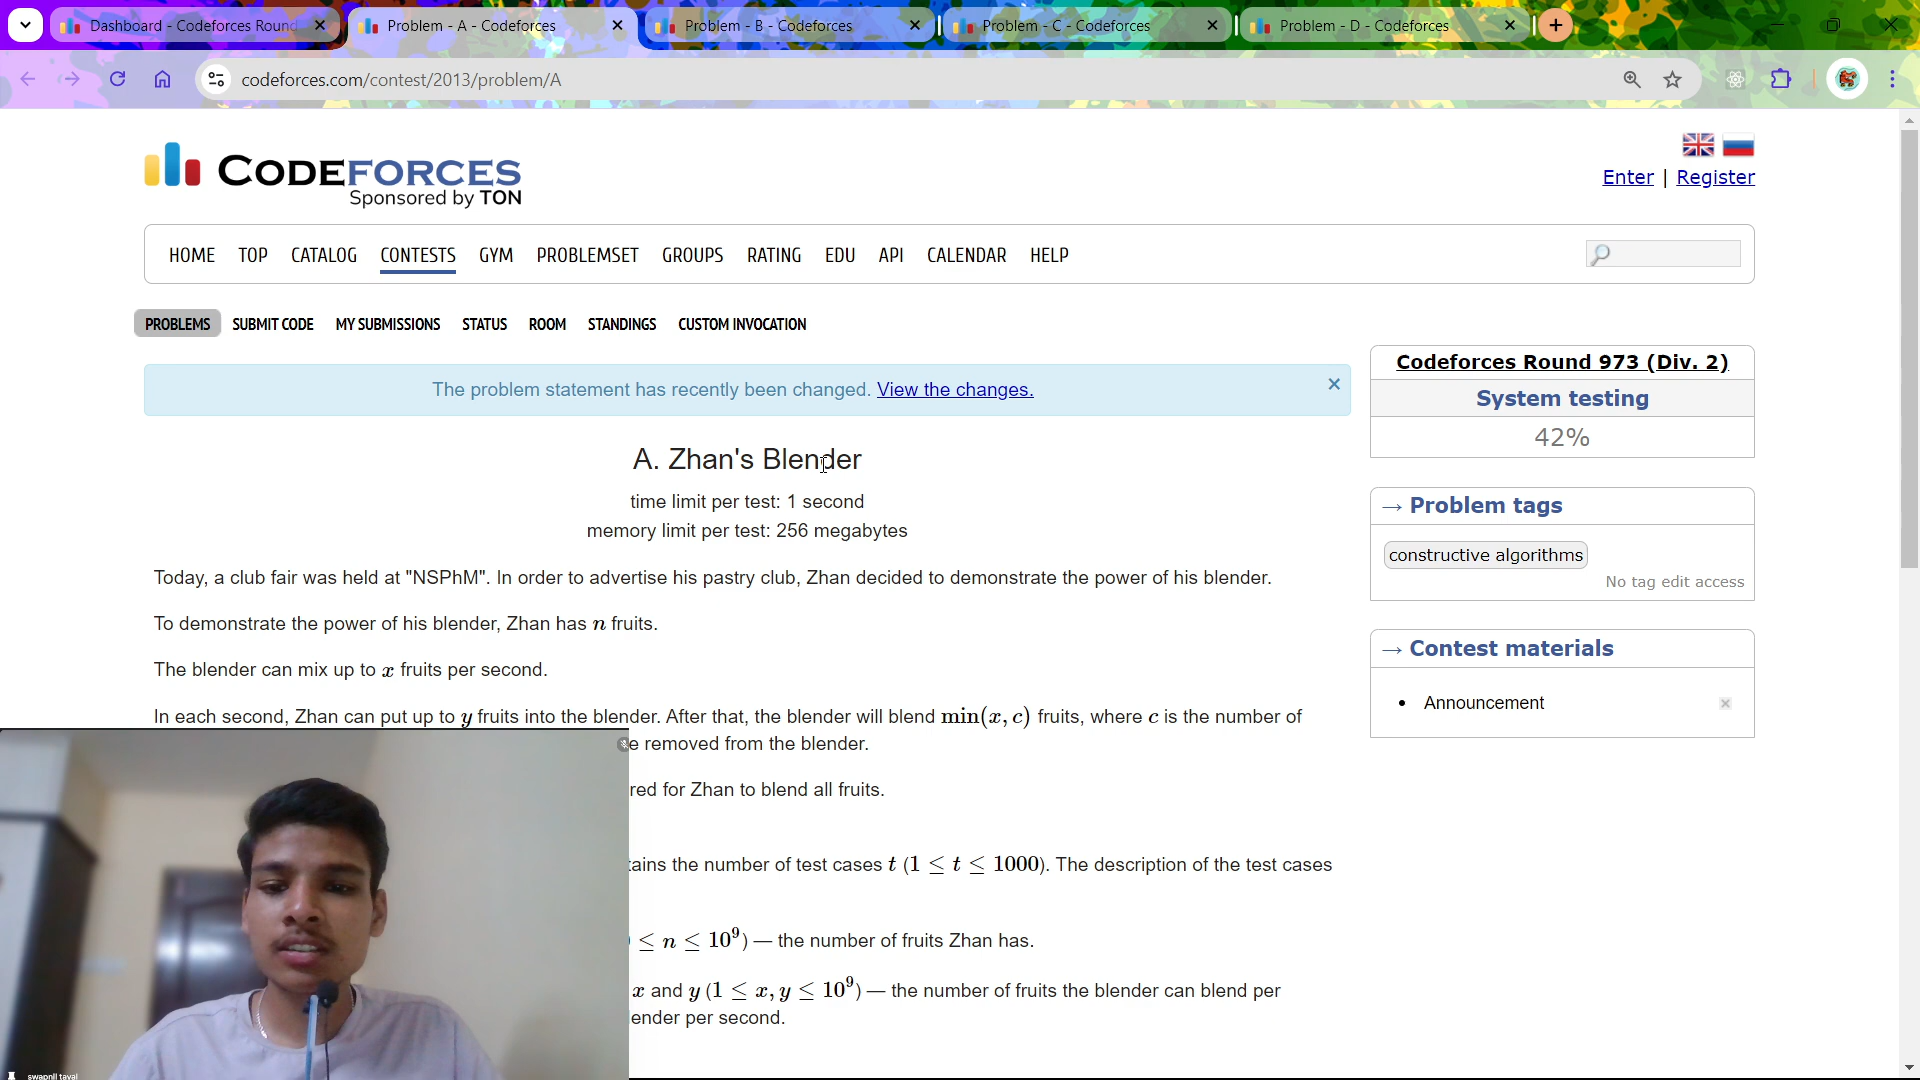 Dashboard - Codeforces Round
Problem - A - Codeforces
Problem - B - Codeforces
Problem - C - Codeforces
Problem - D - Codeforces
codeforces.com/contest/2013/problem/A
CODEFORCES
Sponsored by TON
Enter | Register
HOME TOP CATALOG CONTESTS GYM PROBLEMSET GROUPS RATING EDU API CALENDAR HELP
PROBLEMS SUBMIT CODE MY SUBMISSIONS STATUS ROOM STANDINGS CUSTOM INVOCATION
The problem statement has recently been changed. View the changes.
A. Zhan's Blender
time limit per test: 1 second
memory limit per test: 256 megabytes
Today, a club fair was held at "NSPhM". In order to advertise his pastry club, Zhan decided to demonstrate the power of his blender.
To demonstrate the power of his blender, Zhan has n fruits.
The blender can mix up to x fruits per second.
In each second, Zhan can put up to y fruits into the blender. After that, the blender will blend min(x, c) fruits, where c is the number of
e removed from the blender.
red for Zhan to blend all fruits.
tains the number of test cases t (1 ≤ t ≤ 1000). The description of the test cases
≤ n ≤ 10⁹) — the number of fruits Zhan has.
x and y (1 ≤ x, y ≤ 10⁹) — the number of fruits the blender can blend per
ender per second.
Codeforces Round 973 (Div. 2)
System testing
42%
→ Problem tags
constructive algorithms
No tag edit access
→ Contest materials
• Announcement
swapnil tayal